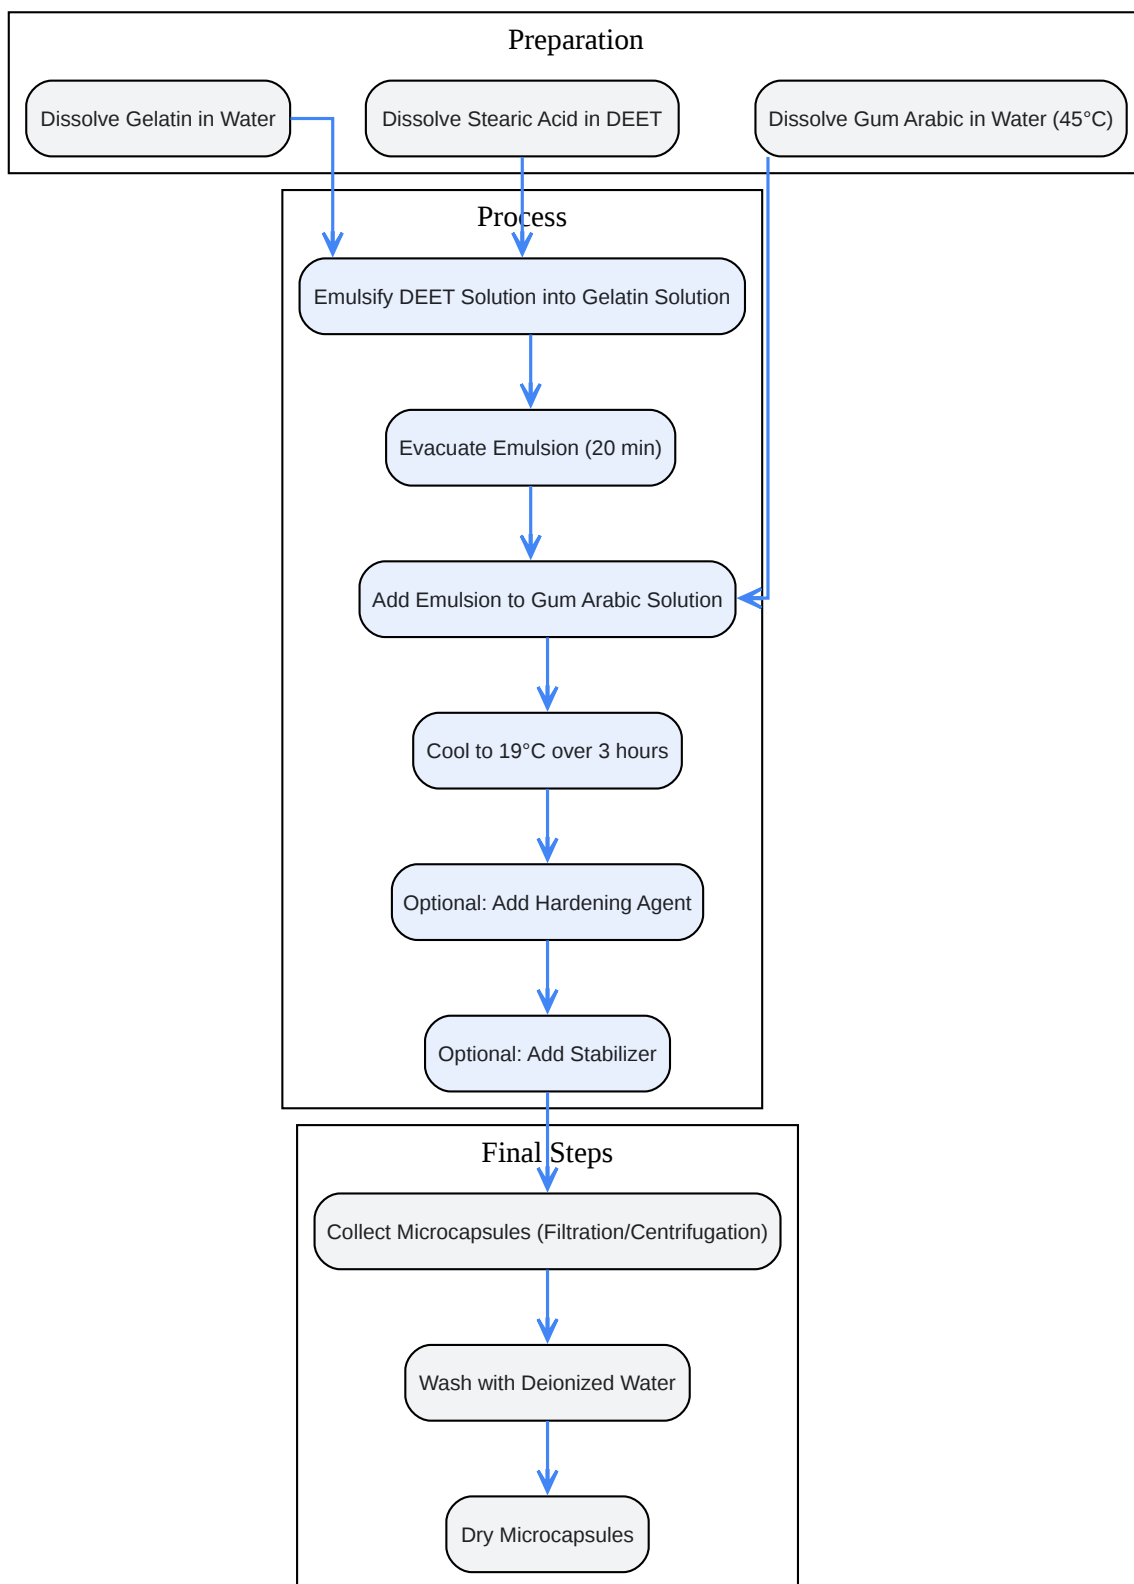 Preparation
Dissolve Gelatin in Water
Dissolve Stearic Acid in DEET
Dissolve Gum Arabic in Water (45°C)
Process
Emulsify DEET Solution into Gelatin Solution
Evacuate Emulsion (20 min)
Add Emulsion to Gum Arabic Solution
Cool to 19°C over 3 hours
Optional: Add Hardening Agent
Optional: Add Stabilizer
Final Steps
Collect Microcapsules (Filtration/Centrifugation)
Wash with Deionized Water
Dry Microcapsules